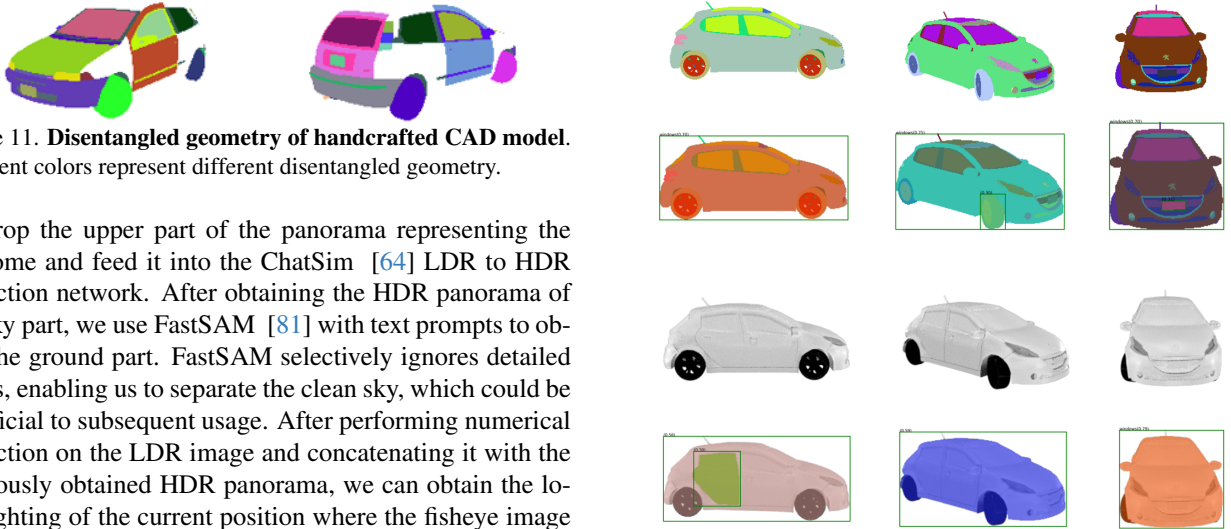 e 11. Disentangled geometry of handcrafted CAD model.
ent colors represent different disentangled geometry.
rop the upper part of the panorama representing the
ome and feed it into the ChatSim [64] LDR to HDR
ction network. After obtaining the HDR panorama of
ky part, we use FastSAM [81] with text prompts to ob-
he ground part. FastSAM selectively ignores detailed
s, enabling us to separate the clean sky, which could be
ficial to subsequent usage. After performing numerical
ction on the LDR image and concatenating it with the
ously obtained HDR panorama, we can obtain the lo-
ghting of the current position where the fisheye image
windows(0.70)